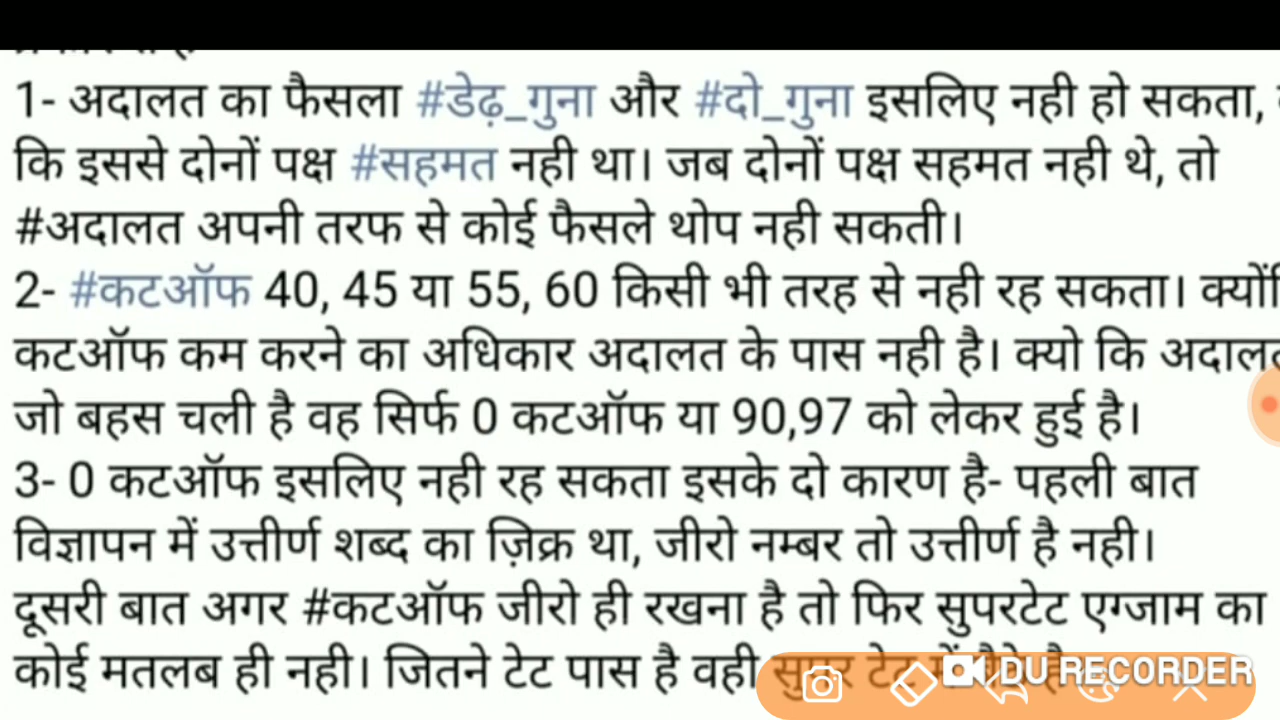 1- अदालत का फैसला #डेढ़_गुना और #दो_गुना इसलिए नही हो सकता,
कि इससे दोनों पक्ष #सहमत नही था। जब दोनों पक्ष सहमत नही थे, तो
#अदालत अपनी तरफ से कोई फैसले थोप नही सकती।
2- #कटऑफ 40, 45 या 55, 60 किसी भी तरह से नही रह सकता।
कटऑफ कम करने का अधिकार अदालत के पास नही है। क्यो कि
जो बहस चली है वह सिर्फ 0 कटऑफ या 90,97 को लेकर हुई है।
3- 0 कटऑफ इसलिए नही रह सकता इसके दो कारण है- पहली बात
विज्ञापन में उत्तीर्ण शब्द का ज़िक्र था, जीरो नम्बर तो उत्तीर्ण है नही।
दूसरी बात अगर #कटऑफ जीरो ही रखना है तो फिर सुपरटेट एग्जाम का
कोई मतलब ही नही। जितने टेट पास है वही सुपर टेट में
DU RECORDER